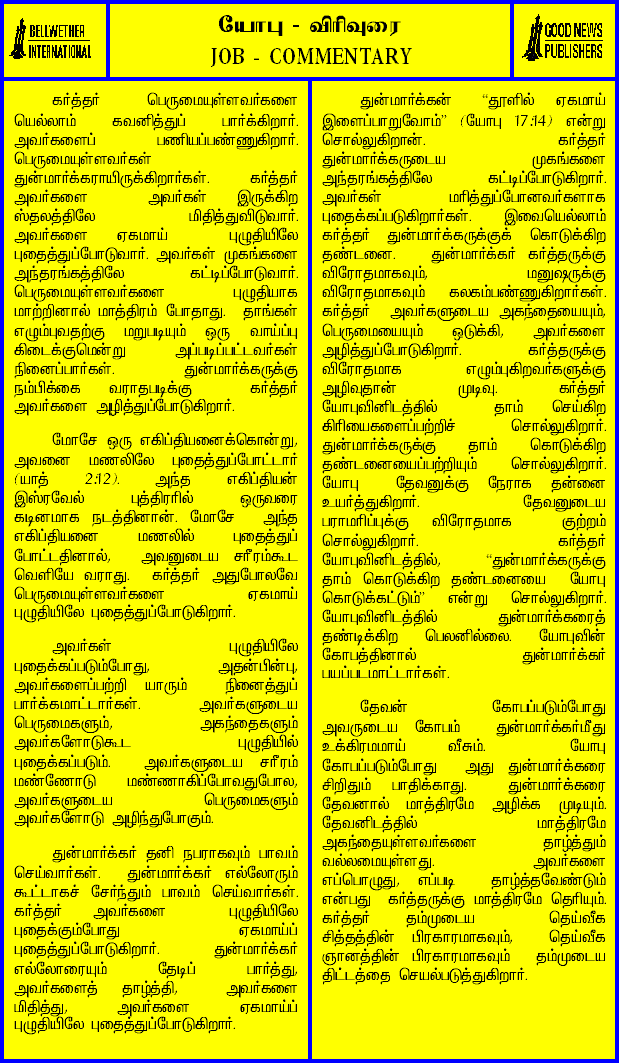 BELLWETHER
INTERNATIONAL
யோபு - விரிவுரை
JOB - COMMENTARY
GOOD NEWS
PUBLISHERS
கர்த்தர் பெருமையுள்ளவர்களை
யெல்லாம் கவனித்துப் பார்க்கிறார்.
அவர்களைப் பணியப்பண்ணுகிறார்.
பெருமையுள்ளவர்கள்
துன்மார்க்கராயிருக்கிறார்கள். கர்த்தர்
அவர்களை அவர்கள் இருக்கிற
ஸ்தலத்திலே மிதித்துவிடுவார்.
அவர்களை ஏகமாய் புழுதியிலே
புதைத்துப்போடுவார். அவர்கள் முகங்களை
அந்தரங்கத்திலே கட்டிப்போடுவார்.
பெருமையுள்ளவர்களை புழுதியாக
மாற்றினால் மாத்திரம் போதாது. தாங்கள்
எழும்புவதற்கு மறுபடியும் ஒரு வாய்ப்பு
கிடைக்குமென்று அப்படிப்பட்டவர்கள்
நினைப்பார்கள். துன்மார்க்கருக்கு
நம்பிக்கை வராதபடிக்கு கர்த்தர்
அவர்களை அழித்துப்போடுகிறார்.
மோசே ஒரு எகிப்தியனைக்கொன்று,
அவனை மணலிலே புதைத்துப்போட்டார்
(யாத் 2:12). அந்த எகிப்தியன்
இஸ்ரவேல் புத்திரரில் ஒருவரை
கடினமாக நடத்தினான். மோசே அந்த
எகிப்தியனை மணலில் புதைத்துப்
போட்டதினால், அவனுடைய சரீரம்கூட
வெளியே வராது. கர்த்தர் அதுபோலவே
பெருமையுள்ளவர்களை ஏகமாய்
புழுதியிலே புதைத்துப்போடுகிறார்.
அவர்கள் புழுதியிலே
புதைக்கப்படும்போது, அதன்பின்பு,
அவர்களைப்பற்றி யாரும் நினைத்துப்
பார்க்கமாட்டார்கள். அவர்களுடைய
பெருமைகளும், அகந்தைகளும்
அவர்களோடுகூட புழுதியில்
புதைக்கப்படும். அவர்களுடைய சரீரம்
மண்ணோடு மண்ணாகிப்போவதுபோல,
அவர்களுடைய பெருமைகளும்
அவர்களோடு அழிந்துபோகும்.
துன்மார்க்கர் தனி நபராகவும் பாவம்
செய்வார்கள். துன்மார்க்கர் எல்லோரும்
கூட்டாகச் சேர்ந்தும் பாவம் செய்வார்கள்.
கர்த்தர் அவர்களை புழுதியிலே
புதைக்கும்போது ஏகமாய்ப்
புதைத்துப்போடுகிறார். துன்மார்க்கர்
எல்லோரையும் தேடிப் பார்த்து,
அவர்களைத் தாழ்த்தி, அவர்களை
மிதித்து, அவர்களை ஏகமாய்ப்
புழுதியிலே புதைத்துப்போடுகிறார்.
துன்மார்க்கன் “தூளில் ஏகமாய்
இளைப்பாறுவோம்” (யோபு 17:14) என்று
சொல்லுகிறான். கர்த்தர்
துன்மார்க்கருடைய முகங்களை
அந்தரங்கத்திலே கட்டிப்போடுகிறார்.
அவர்கள் மரித்துப்போனவர்களாக
புதைக்கப்படுகிறார்கள். இவையெல்லாம்
கர்த்தர் துன்மார்க்கருக்குக் கொடுக்கிற
தண்டனை. துன்மார்க்கர் கர்த்தருக்கு
விரோதமாகவும், மனுஷருக்கு
விரோதமாகவும் கலகம்பண்ணுகிறார்கள்.
கர்த்தர் அவர்களுடைய அகந்தையையும்,
பெருமையையும் ஒடுக்கி, அவர்களை
அழித்துப்போடுகிறார். கர்த்தருக்கு
விரோதமாக எழும்புகிறவர்களுக்கு
அழிவுதான் முடிவு. கர்த்தர்
யோபுவினிடத்தில் தாம் செய்கிற
கிரியைகளைப்பற்றிச் சொல்லுகிறார்.
துன்மார்க்கருக்கு தாம் கொடுக்கிற
தண்டனையைப்பற்றியும் சொல்லுகிறார்.
யோபு தேவனுக்கு நேராக தன்னை
உயர்த்துகிறார். தேவனுடைய
பராமரிப்புக்கு விரோதமாக குற்றம்
சொல்லுகிறார். கர்த்தர்
யோபுவினிடத்தில், “துன்மார்க்கருக்கு
தாம் கொடுக்கிற தண்டனையை யோபு
கொடுக்கட்டும்” என்று சொல்லுகிறார்.
யோபுவினிடத்தில் துன்மார்க்கரைத்
தண்டிக்கிற பெலனில்லை. யோபுவின்
கோபத்தினால் துன்மார்க்கர்
பயப்படமாட்டார்கள்.
தேவன் கோபப்படும்போது
அவருடைய கோபம் துன்மார்க்கர்மீது
உக்கிரமமாய் வீசும். யோபு
கோபப்படும்போது அது துன்மார்க்கரை
சிறிதும் பாதிக்காது. துன்மார்க்கரை
தேவனால் மாத்திரமே அழிக்க முடியும்.
தேவனிடத்தில் மாத்திரமே
அகந்தையுள்ளவர்களை தாழ்த்தும்
வல்லமையுள்ளது. அவர்களை
எப்பொழுது, எப்படி தாழ்த்தவேண்டும்
என்பது கர்த்தருக்கு மாத்திரமே தெரியும்.
கர்த்தர் தம்முடைய தெய்வீக
சித்தத்தின் பிரகாரமாகவும், தெய்வீக
ஞானத்தின் பிரகாரமாகவும் தம்முடைய
திட்டத்தை செயல்படுத்துகிறார்.